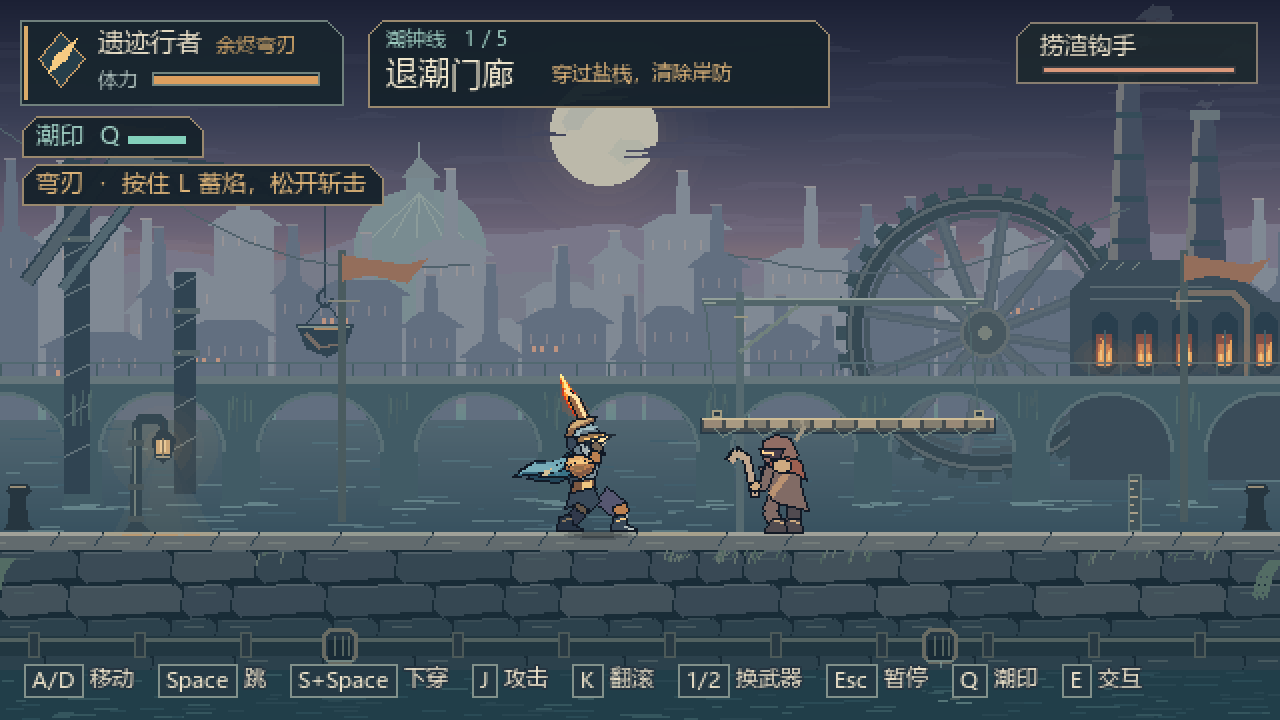 遗迹行者 余烬弯刃
体力
潮钟线 1/5
退潮门廊 穿过盐栈，清除岸防
捞渣钩手
潮印 Q
弯刃 · 按住 L 蓄焰，松开斩击
A/D 移动 Space 跳 S+Space 下穿 J 攻击 K 翻滚 1/2 换武器 Esc 暂停 Q 潮印 E 交互